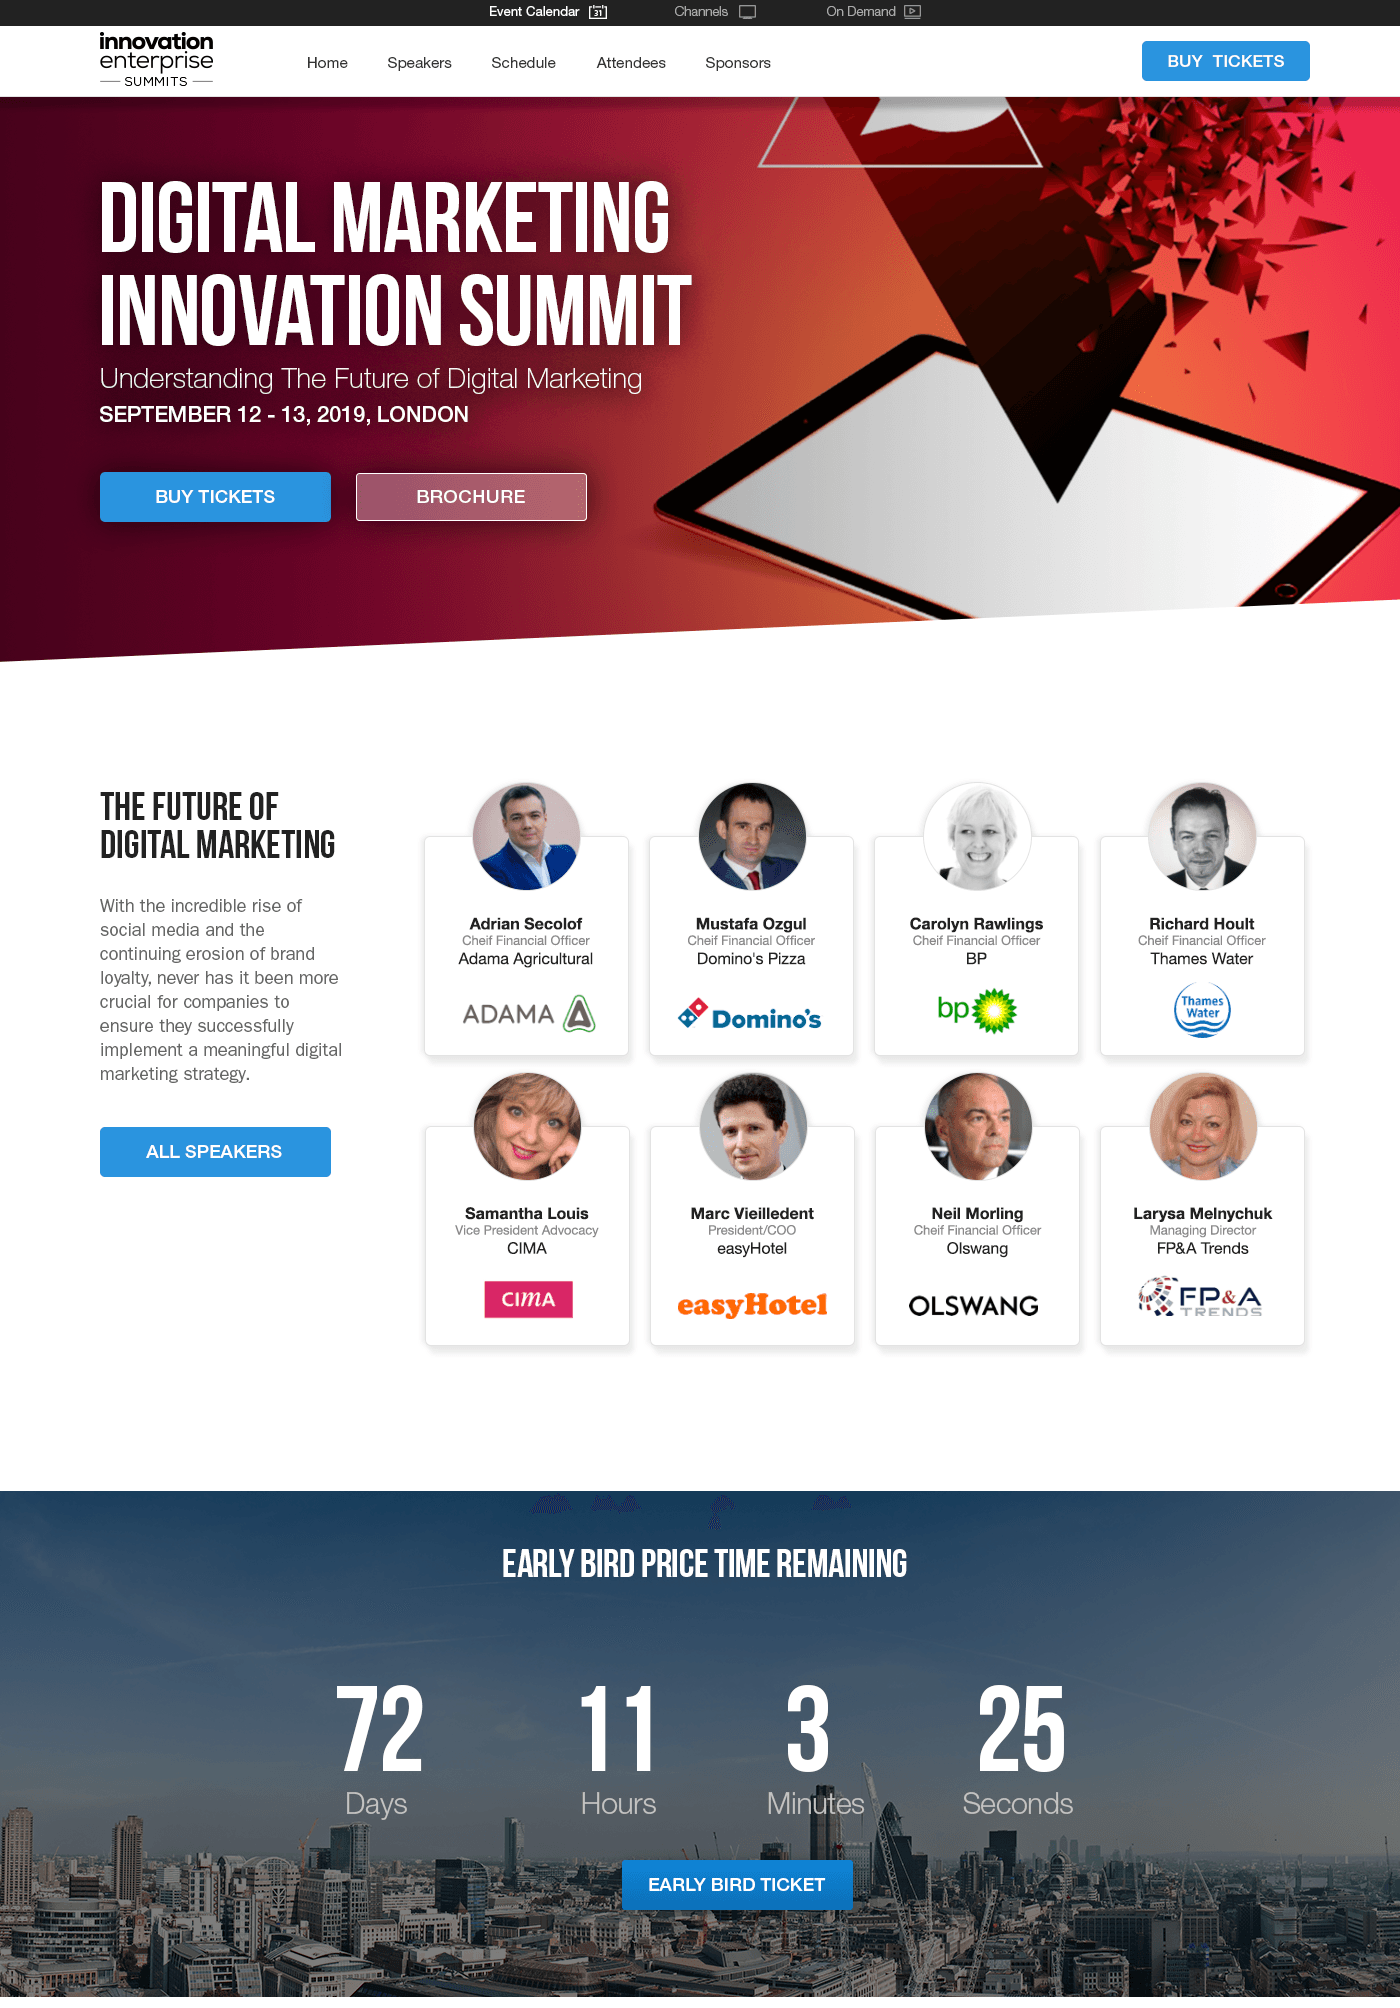 Event Calendar 31 Channels On Demand
innovation
enterprise
SUMMITS
Home Speakers Schedule Attendees Sponsors
BUY TICKETS
DIGITAL MARKETING
INNOVATION SUMMIT
Understanding The Future of Digital Marketing
SEPTEMBER 12 - 13, 2019, LONDON
BUY TICKETS
BROCHURE
THE FUTURE OF
DIGITAL MARKETING
With the incredible rise of
social media and the
continuing erosion of brand
loyalty, never has it been more
crucial for companies to
ensure they successfully
implement a meaningful digital
marketing strategy.
ALL SPEAKERS
Adrian Secolof
Cheif Financial Officer
Adama Agricultural
ADAMA
Mustafa Ozgul
Cheif Financial Officer
Domino's Pizza
Domino's
Carolyn Rawlings
Cheif Financial Officer
BP
bp
Richard Hoult
Cheif Financial Officer
Thames Water
Thames
Water
Samantha Louis
Vice President Advocacy
CIMA
CIMA
Marc Vieilledent
President/COO
easyHotel
easyHotel
Neil Morling
Cheif Financial Officer
Olswang
OLSWANG
Larysa Melnychuk
Managing Director
FP&A Trends
FP&A
TRENDS
EARLY BIRD PRICE TIME REMAINING
72 11 3 25
Days Hours Minutes Seconds
EARLY BIRD TICKET